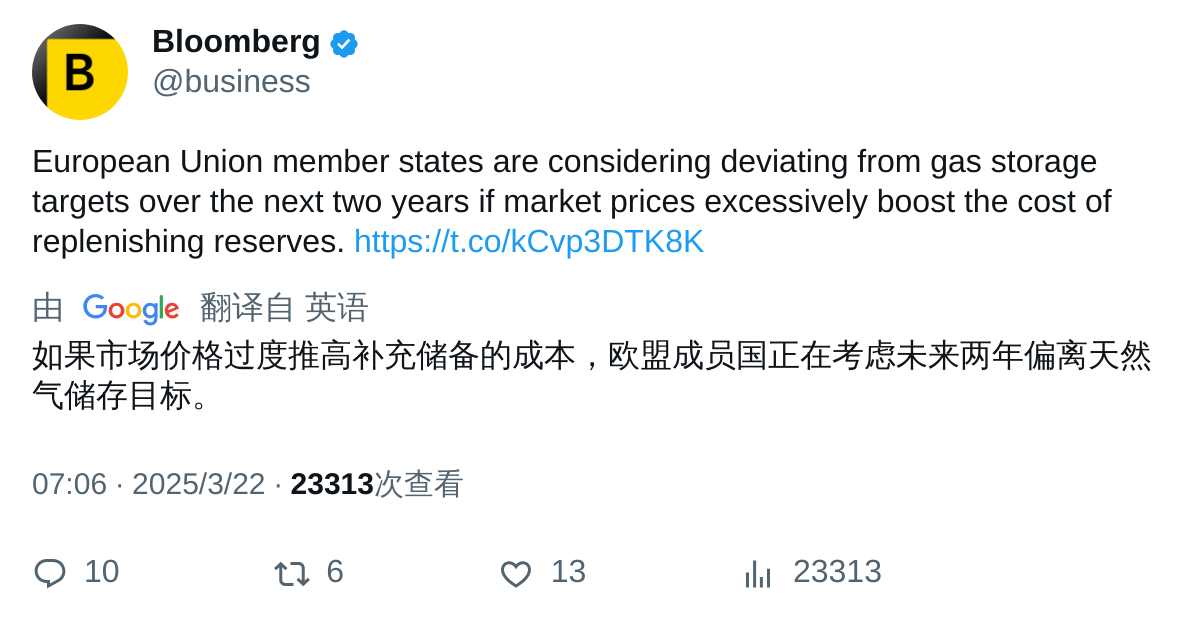 B
Bloomberg
@business
European Union member states are considering deviating from gas storage
targets over the next two years if market prices excessively boost the cost of
replenishing reserves. https://t.co/kCvp3DTK8K
由 Google 翻译自 英语
如果市场价格过度推高补充储备的成本，欧盟成员国正在考虑未来两年偏离天然
气储存目标。
07:06 · 2025/3/22 · 23313次查看
10 6 13 23313